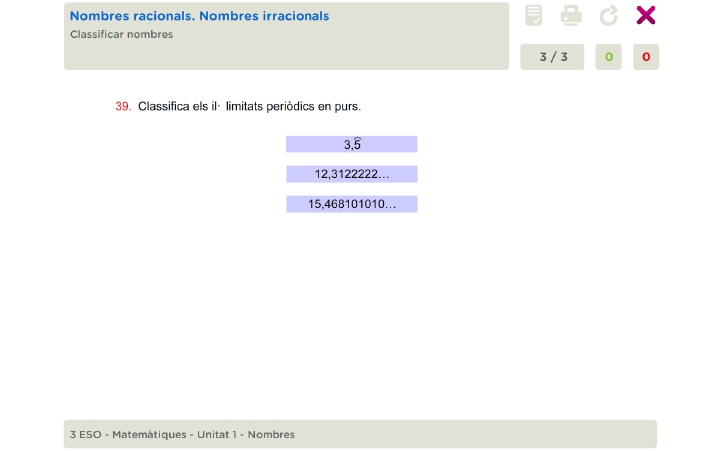 Nombres racionals. Nombres irracionals
Classificar nombres
3 / 3
0
0
39. Classifica els il· limitats periòdics en purs.
3,5̑
12,3122222...
15,468101010...
3 ESO - Matemàtiques - Unitat 1 - Nombres